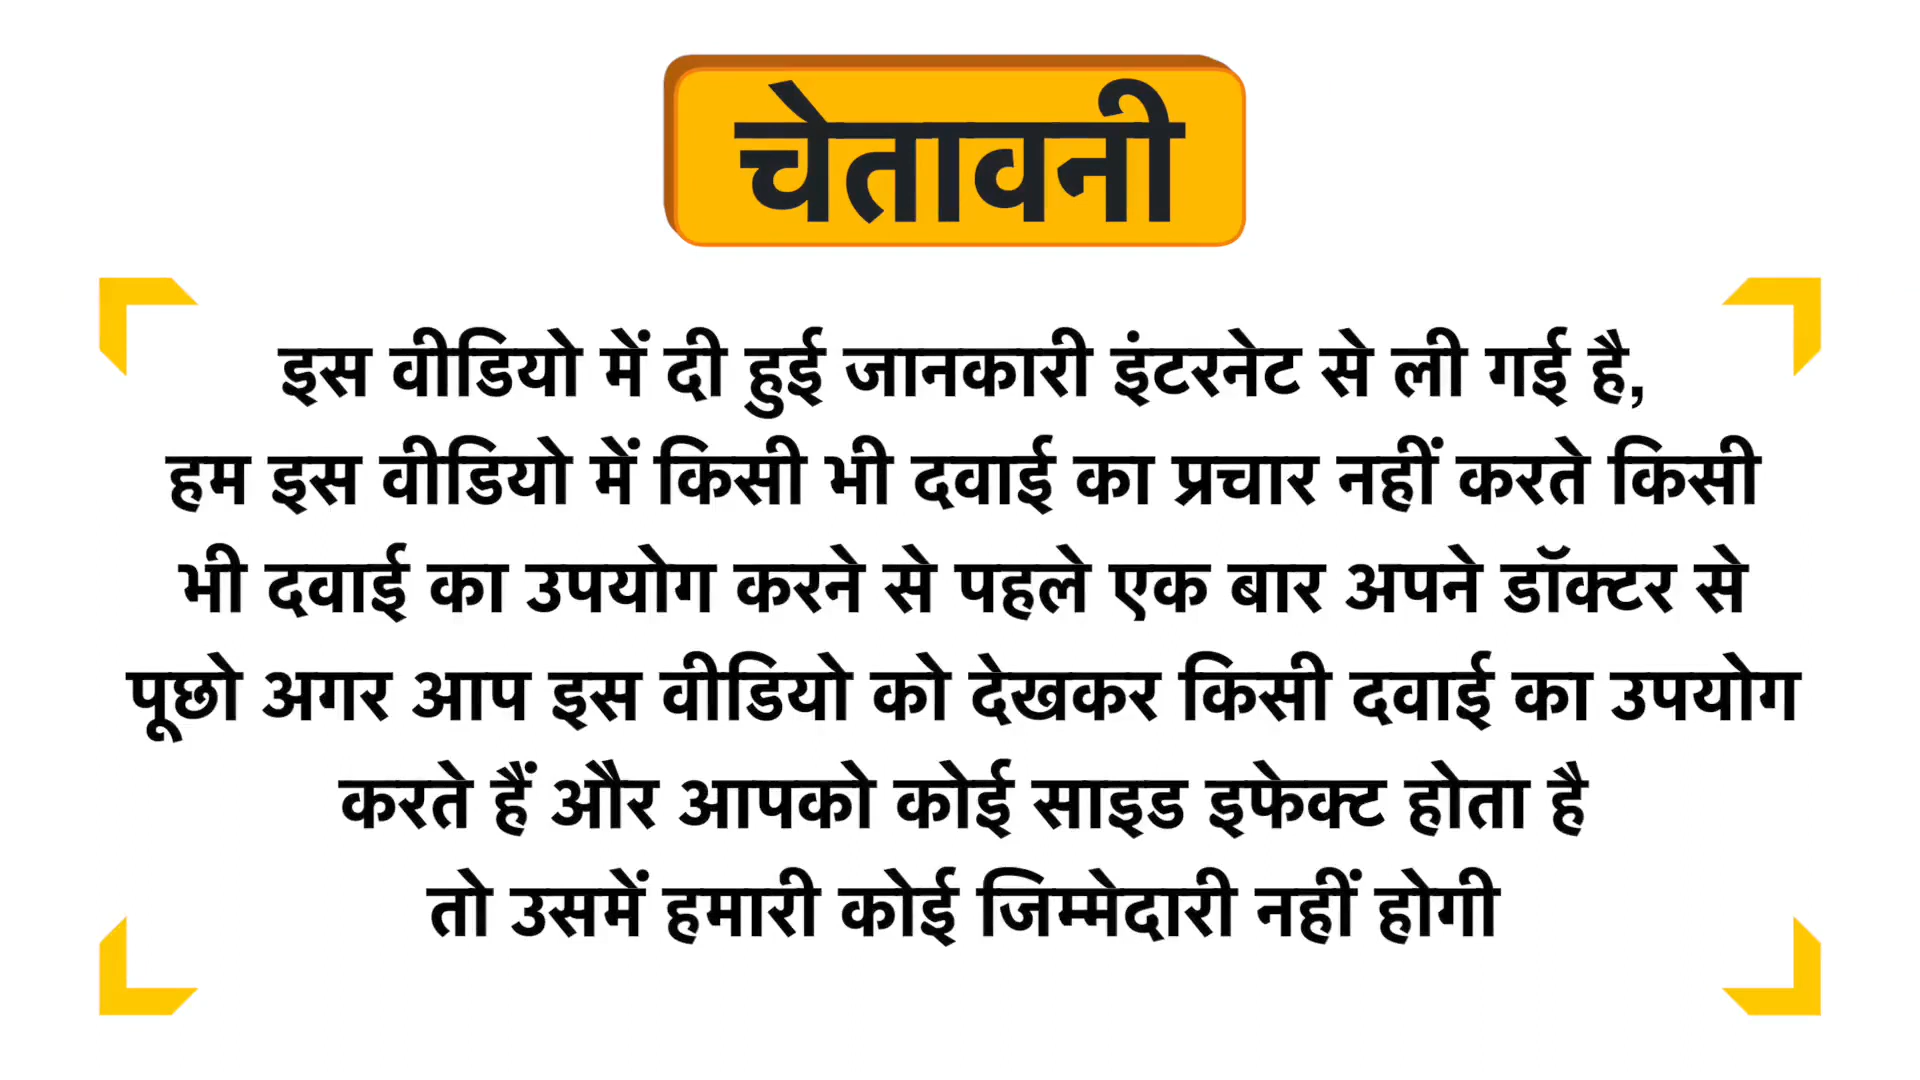 चेतावनी
इस वीडियो में दी हुई जानकारी इंटरनेट से ली गई है,
हम इस वीडियो में किसी भी दवाई का प्रचार नहीं करते किसी
भी दवाई का उपयोग करने से पहले एक बार अपने डॉक्टर से
पूछो अगर आप इस वीडियो को देखकर किसी दवाई का उपयोग
करते हैं और आपको कोई साइड इफेक्ट होता है
तो उसमें हमारी कोई जिम्मेदारी नहीं होगी